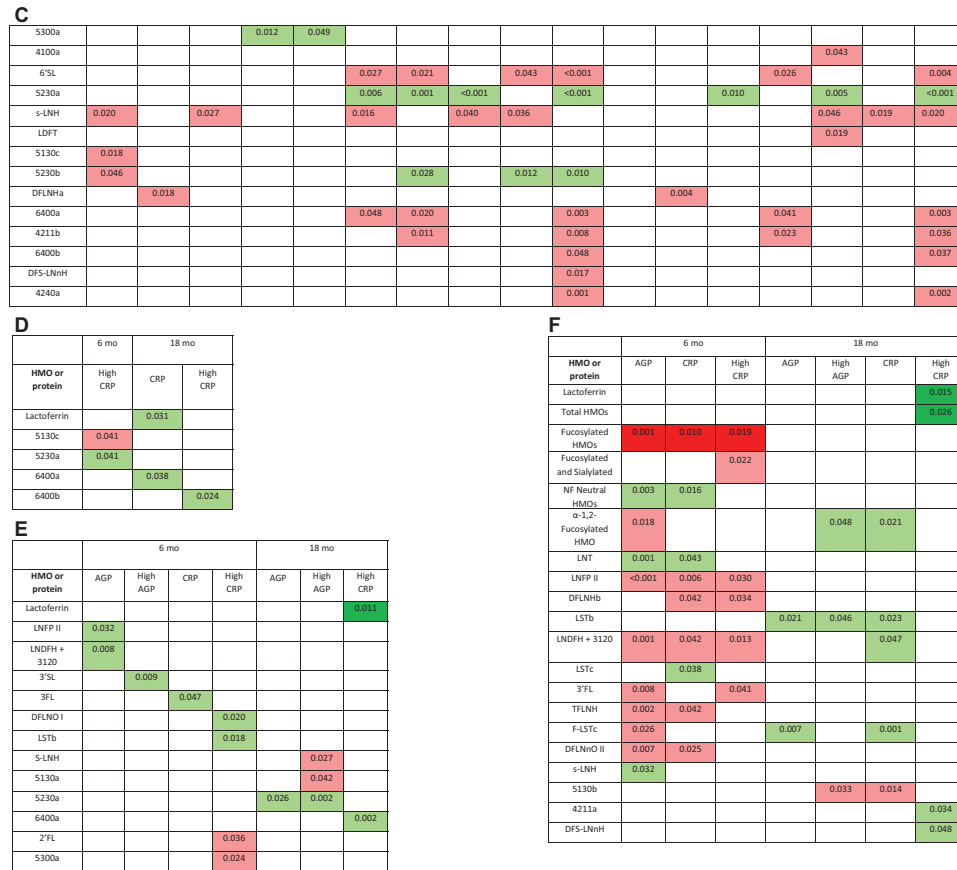 C
5300a 0.012 0.049
4100a 0.043
6'SL 0.027 0.021 0.043 <0.001 0.026 0.004
5230a 0.006 0.001 <0.001 <0.001 0.010 0.005 <0.001
s-LNH 0.020 0.027 0.016 0.040 0.036 0.046 0.019 0.020
LDFT 0.019
5130c 0.018
5230b 0.046 0.028 0.012 0.010
DFLNHa 0.018 0.004
6400a 0.048 0.020 0.003 0.041 0.003
4211b 0.011 0.008 0.023 0.036
6400b 0.048 0.037
DFS-LNnH 0.017
4240a 0.001 0.002
D
6 mo 18 mo
HMO or protein High CRP CRP High CRP
Lactoferrin 0.031
5130c 0.041
5230a 0.041
6400a 0.038
6400b 0.024
E
6 mo 18 mo
HMO or protein AGP High AGP CRP High CRP AGP High AGP High CRP
Lactoferrin 0.011
LNFP II 0.032
LNDFH + 3120 0.008
3'SL 0.009
3FL 0.047
DFLNO I 0.020
LSTb 0.018
S-LNH 0.027
5130a 0.042
5230a 0.026 0.002
6400a 0.002
2'FL 0.036
5300a 0.024
F
6 mo 18 mo
HMO or protein AGP CRP High CRP AGP High AGP CRP High CRP
Lactoferrin 0.015
Total HMOs 0.026
Fucosylated HMOs 0.001 0.010 0.019
Fucosylated and Sialylated 0.022
NF Neutral HMOs 0.003 0.016
α-1,2-Fucosylated HMO 0.018 0.048 0.021
LNT 0.001 0.043
LNFP II <0.001 0.006 0.030
DFLNHb 0.042 0.034
LSTb 0.021 0.046 0.023
LNDFH + 3120 0.001 0.042 0.013 0.047
LSTc 0.038
3'FL 0.008 0.041
TFLNH 0.002 0.042
F-LSTc 0.026 0.007 0.001
DFLNnO II 0.007 0.025
s-LNH 0.032
5130b 0.033 0.014
4211a 0.034
DFS-LNnH 0.048